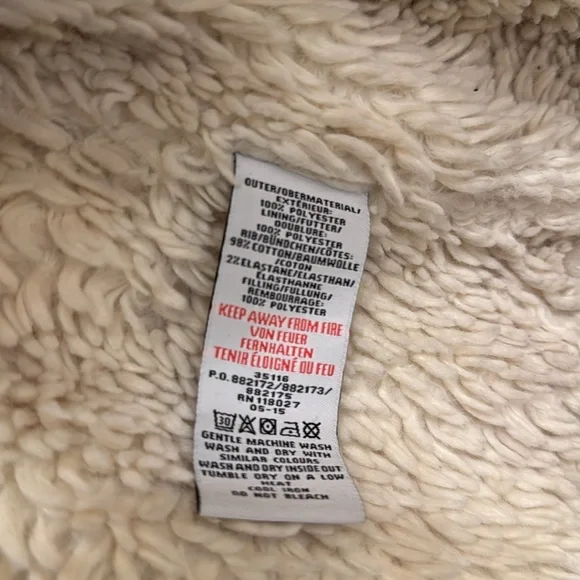 OUTER/OBERMATERIAL/
EXTÉRIEUR:
100% POLYESTER
LINING/FUTTER/
DOUBLURE:
100% POLYESTER
RIB/BÜNDCHEN/CÔTES:
98% COTTON/BAUMWOLLE
/COTON
2% ELASTANE/ELASTHAN/
ÉLASTHANNE
FILLING/FÜLLUNG/
REMBOURRAGE:
100% POLYESTER
KEEP AWAY FROM FIRE
VON FEUER
FERNHALTEN
TENIR ÉLOIGNÉ DU FEU
35116
P.O. 882172/882173/
882175
RN 118027
05-15
30
GENTLE MACHINE WASH
WASH AND DRY WITH
SIMILAR COLOURS
WASH AND DRY INSIDE OUT
TUMBLE DRY ON A LOW
HEAT
COOL IRON
DO NOT BLEACH